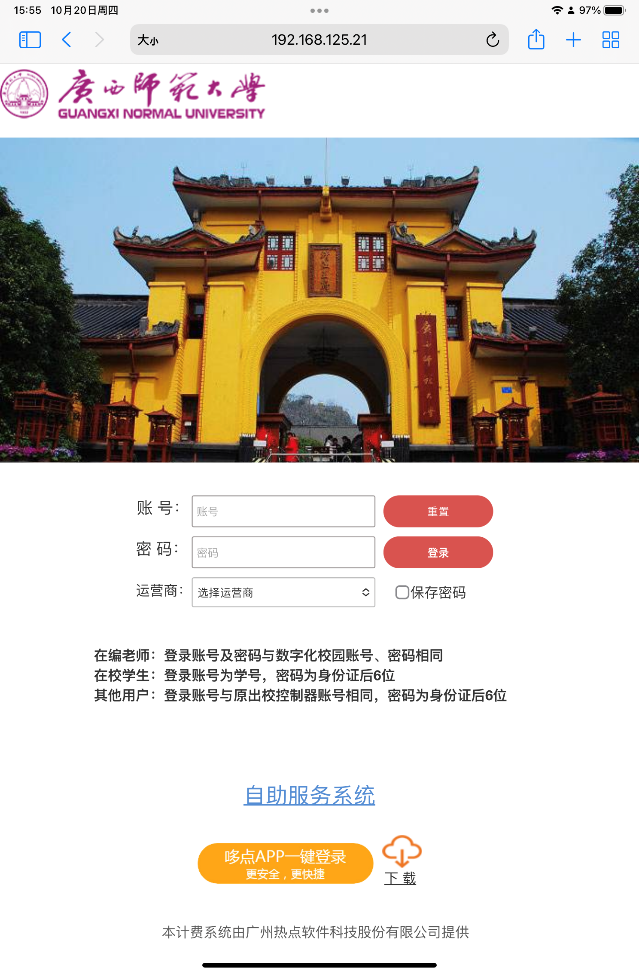 15:55 10月20日周四
97%
大小 192.168.125.21
廣西師範大學
GUANGXI NORMAL UNIVERSITY
账 号： 账号 重置
密 码： 密码 登录
运营商： 选择运营商 保存密码
在编老师：登录账号及密码与数字化校园账号、密码相同
在校学生：登录账号为学号，密码为身份证后6位
其他用户：登录账号与原出校控制器账号相同，密码为身份证后6位
自助服务系统
哆点APP一键登录
更安全，更快捷
下 载
本计费系统由广州热点软件科技股份有限公司提供